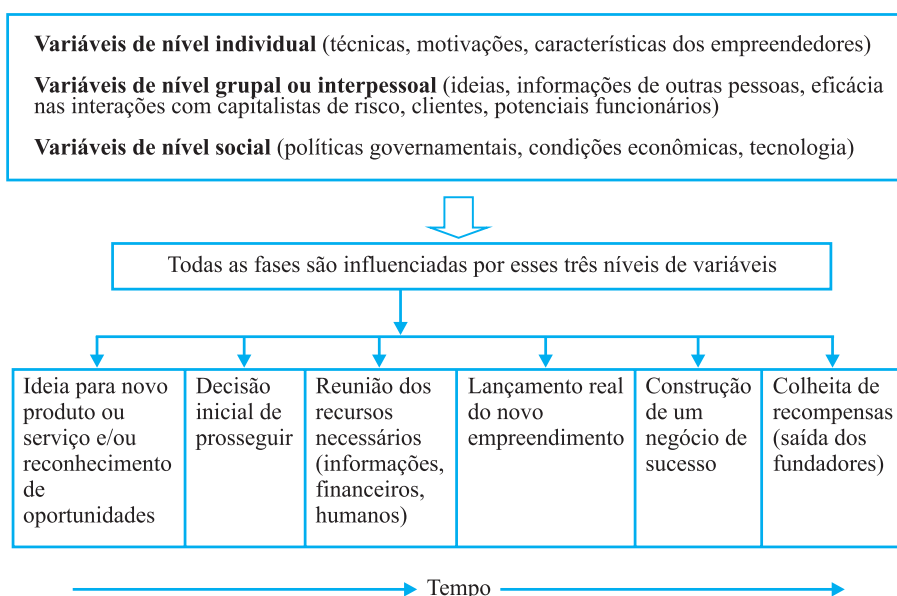 Variáveis de nível individual (técnicas, motivações, características dos empreendedores)
Variáveis de nível grupal ou interpessoal (ideias, informações de outras pessoas, eficácia
nas interações com capitalistas de risco, clientes, potenciais funcionários)
Variáveis de nível social (políticas governamentais, condições econômicas, tecnologia)
Todas as fases são influenciadas por esses três níveis de variáveis
Ideia para novo
produto ou
serviço e/ou
reconhecimento
de
oportunidades
Decisão
inicial de
prosseguir
Reunião dos
recursos
necessários
(informações,
financeiros,
humanos)
Lançamento real
do novo
empreendimento
Construção
de um
negócio de
sucesso
Colheita de
recompensas
(saída dos
fundadores)
Tempo